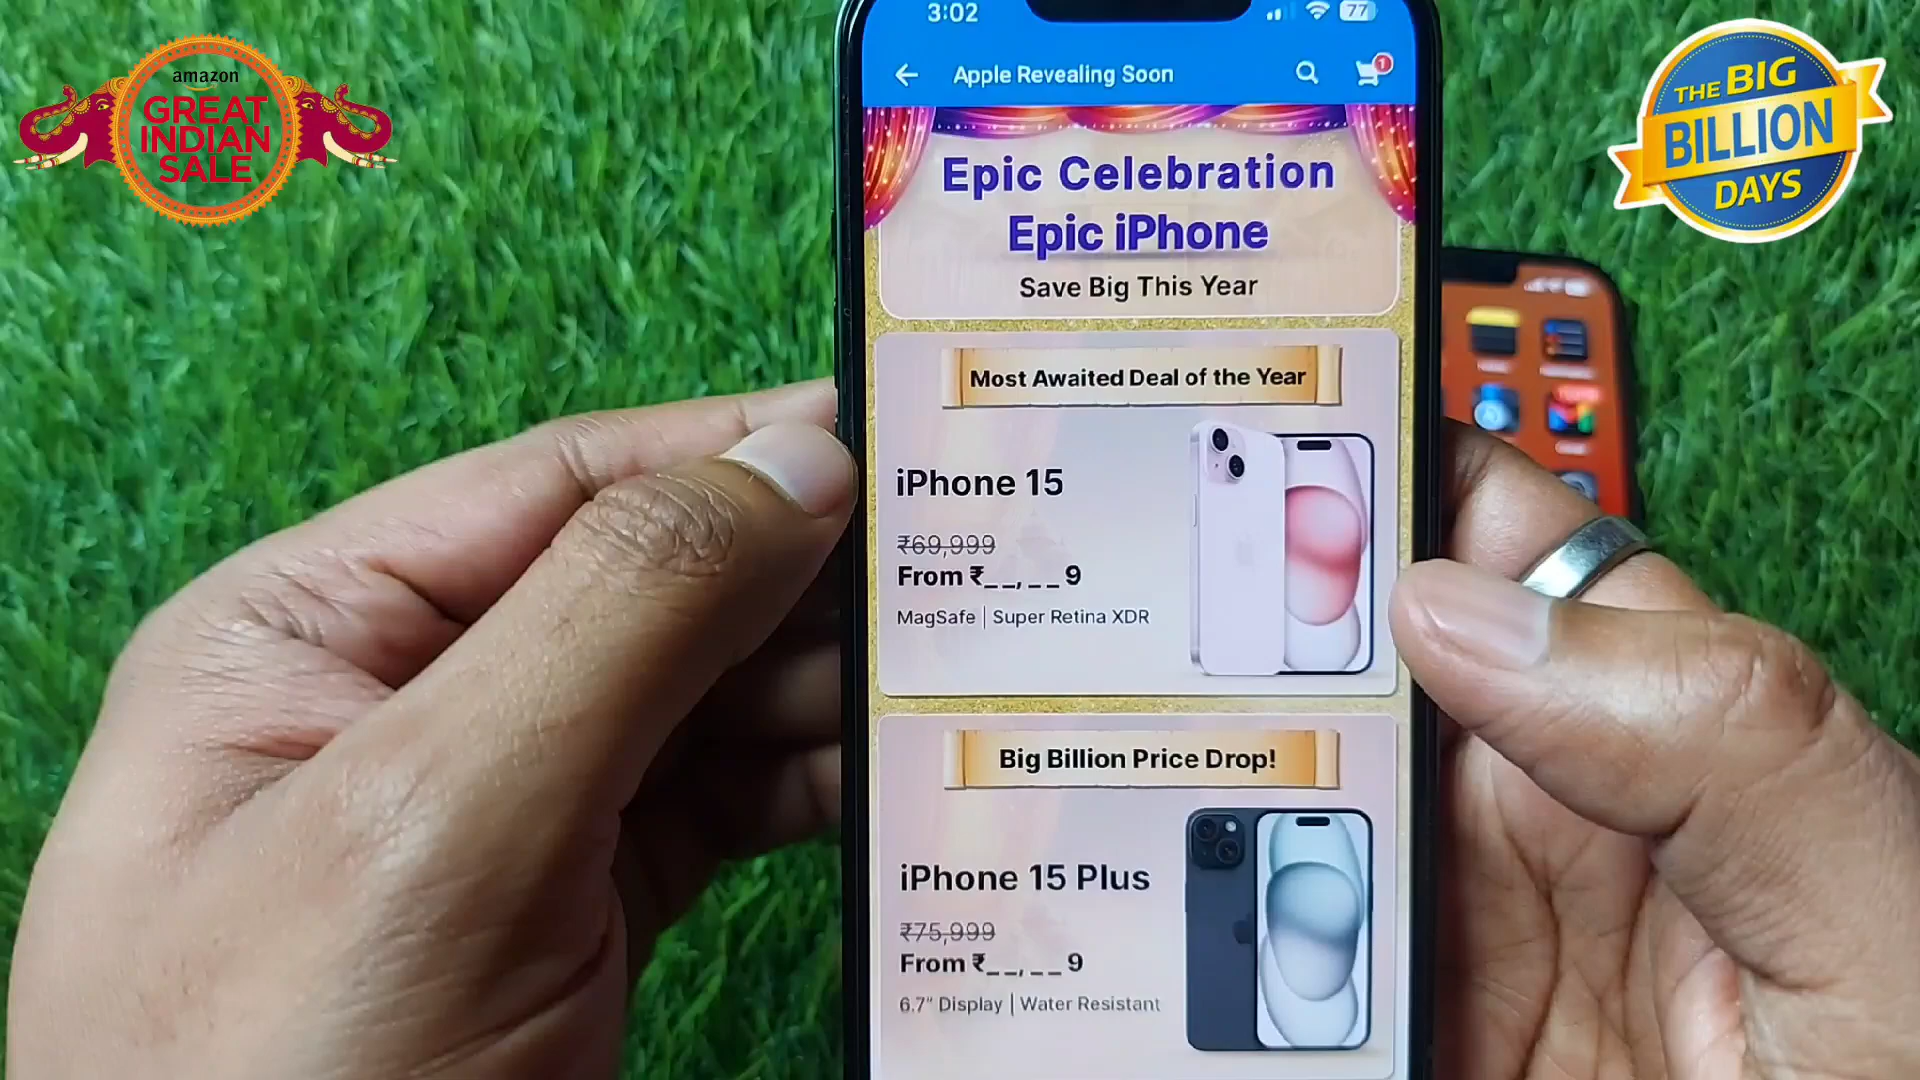 amazon
GREAT
INDIAN
SALE
THE BIG
BILLION
DAYS
3:02
77
Apple Revealing Soon
1
Epic Celebration
Epic iPhone
Save Big This Year
Most Awaited Deal of the Year
iPhone 15
₹69,999
From ₹__,__9
MagSafe | Super Retina XDR
Big Billion Price Drop!
iPhone 15 Plus
₹75,999
From ₹__,__9
6.7" Display | Water Resistant